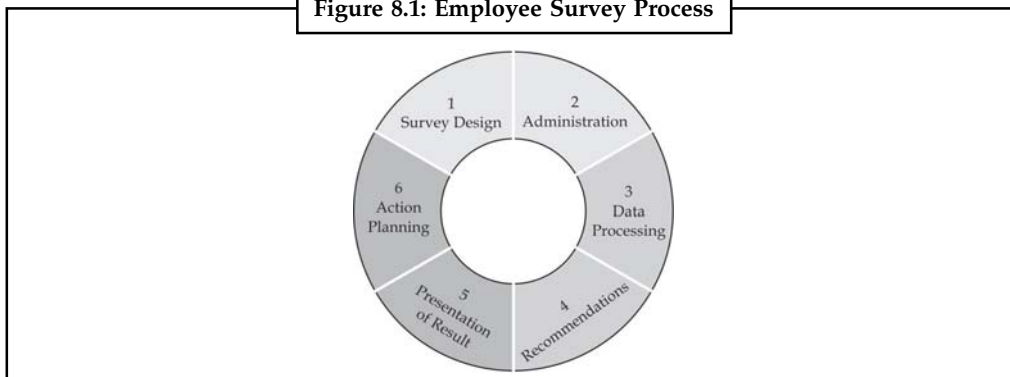 Figure 8.1: Employee Survey Process
1
Survey Design
2
Administration
3
Data
Processing
4
Recommendations
5
Presentation
of Result
6
Action
Planning